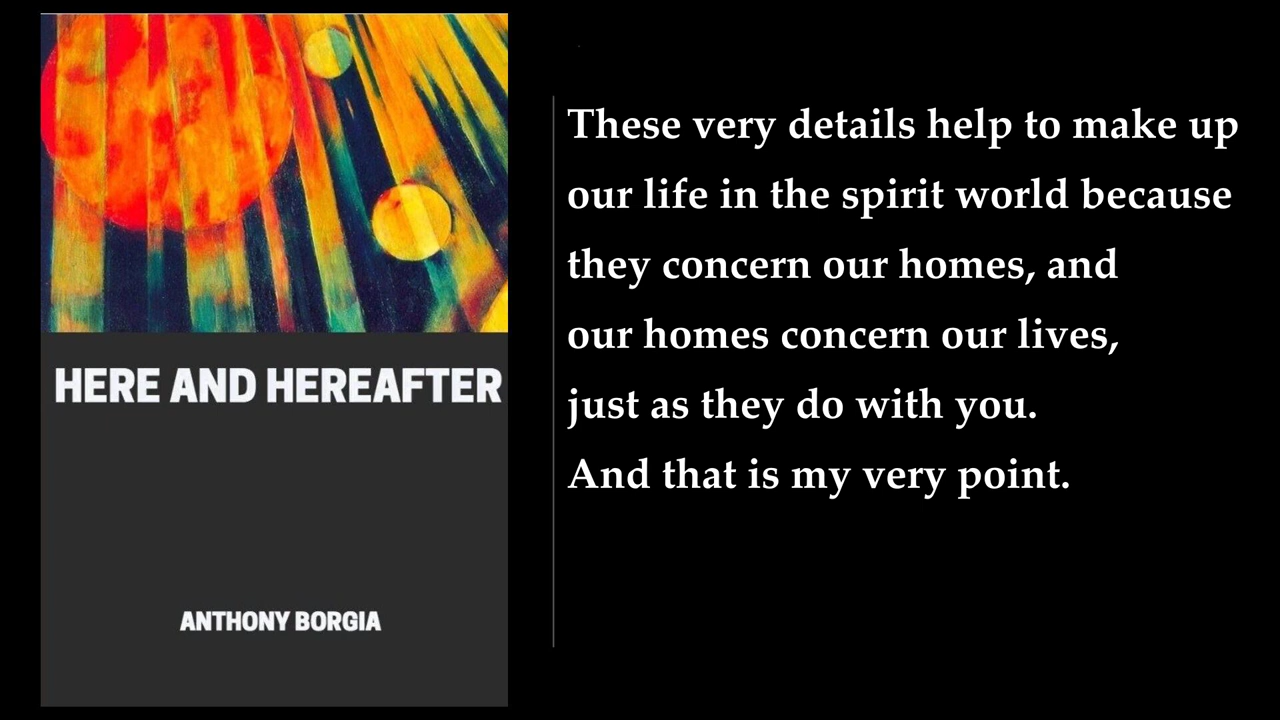 HERE AND HEREAFTER
ANTHONY BORGIA
These very details help to make up
our life in the spirit world because
they concern our homes, and
our homes concern our lives,
just as they do with you.
And that is my very point.